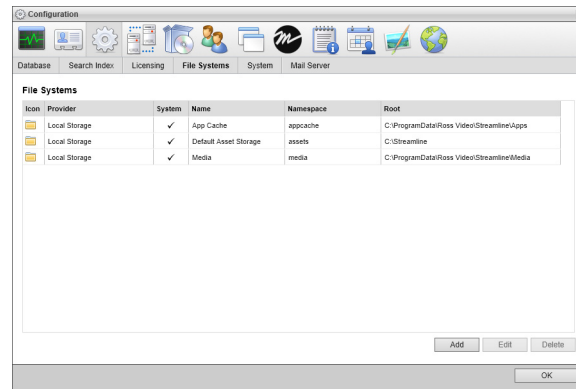 Configuration
Database Search Index Licensing File Systems System Mail Server
File Systems
Icon Provider System Name Namespace Root
Local Storage ✓ App Cache appcache C:\ProgramData\Ross Video\Streamline\Apps
Local Storage ✓ Default Asset Storage assets C:\Streamline
Local Storage ✓ Media media C:\ProgramData\Ross Video\Streamline\Media
Add Edit Delete
OK